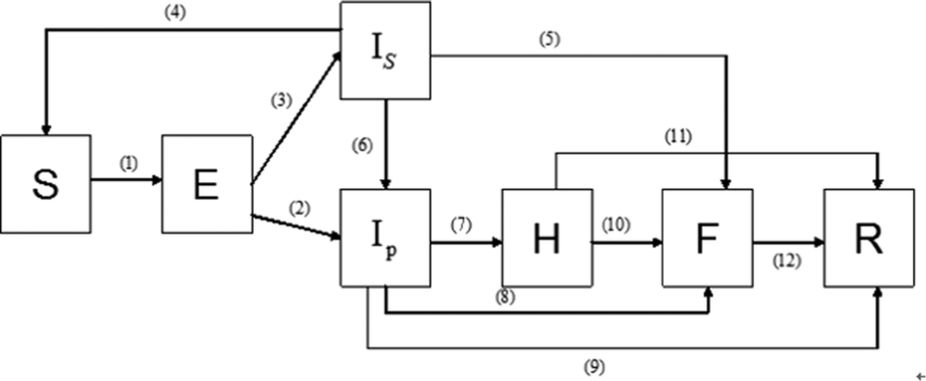 (4)
I_S
(5)
(3)
(11)
(6)
(1)
S
E
(2)
I_p
(7)
H
(10)
F
R
(12)
(8)
(9)
↵